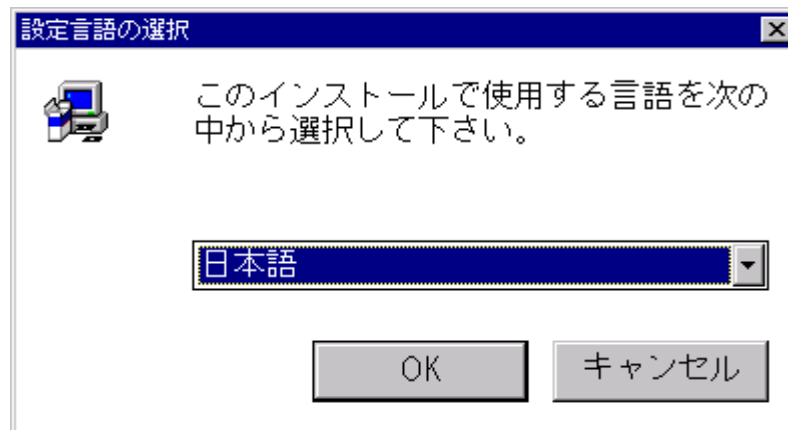 設定言語の選択
このインストールで使用する言語を次の
中から選択して下さい。
日本語
OK
キャンセル